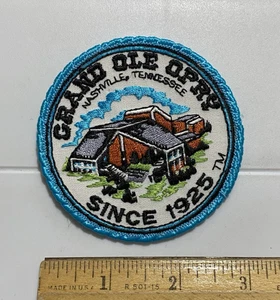 GRAND OLE OPRY
NASHVILLE, TENNESSEE
SINCE 1925 TM
1 2 3
MADE IN U.S.A.